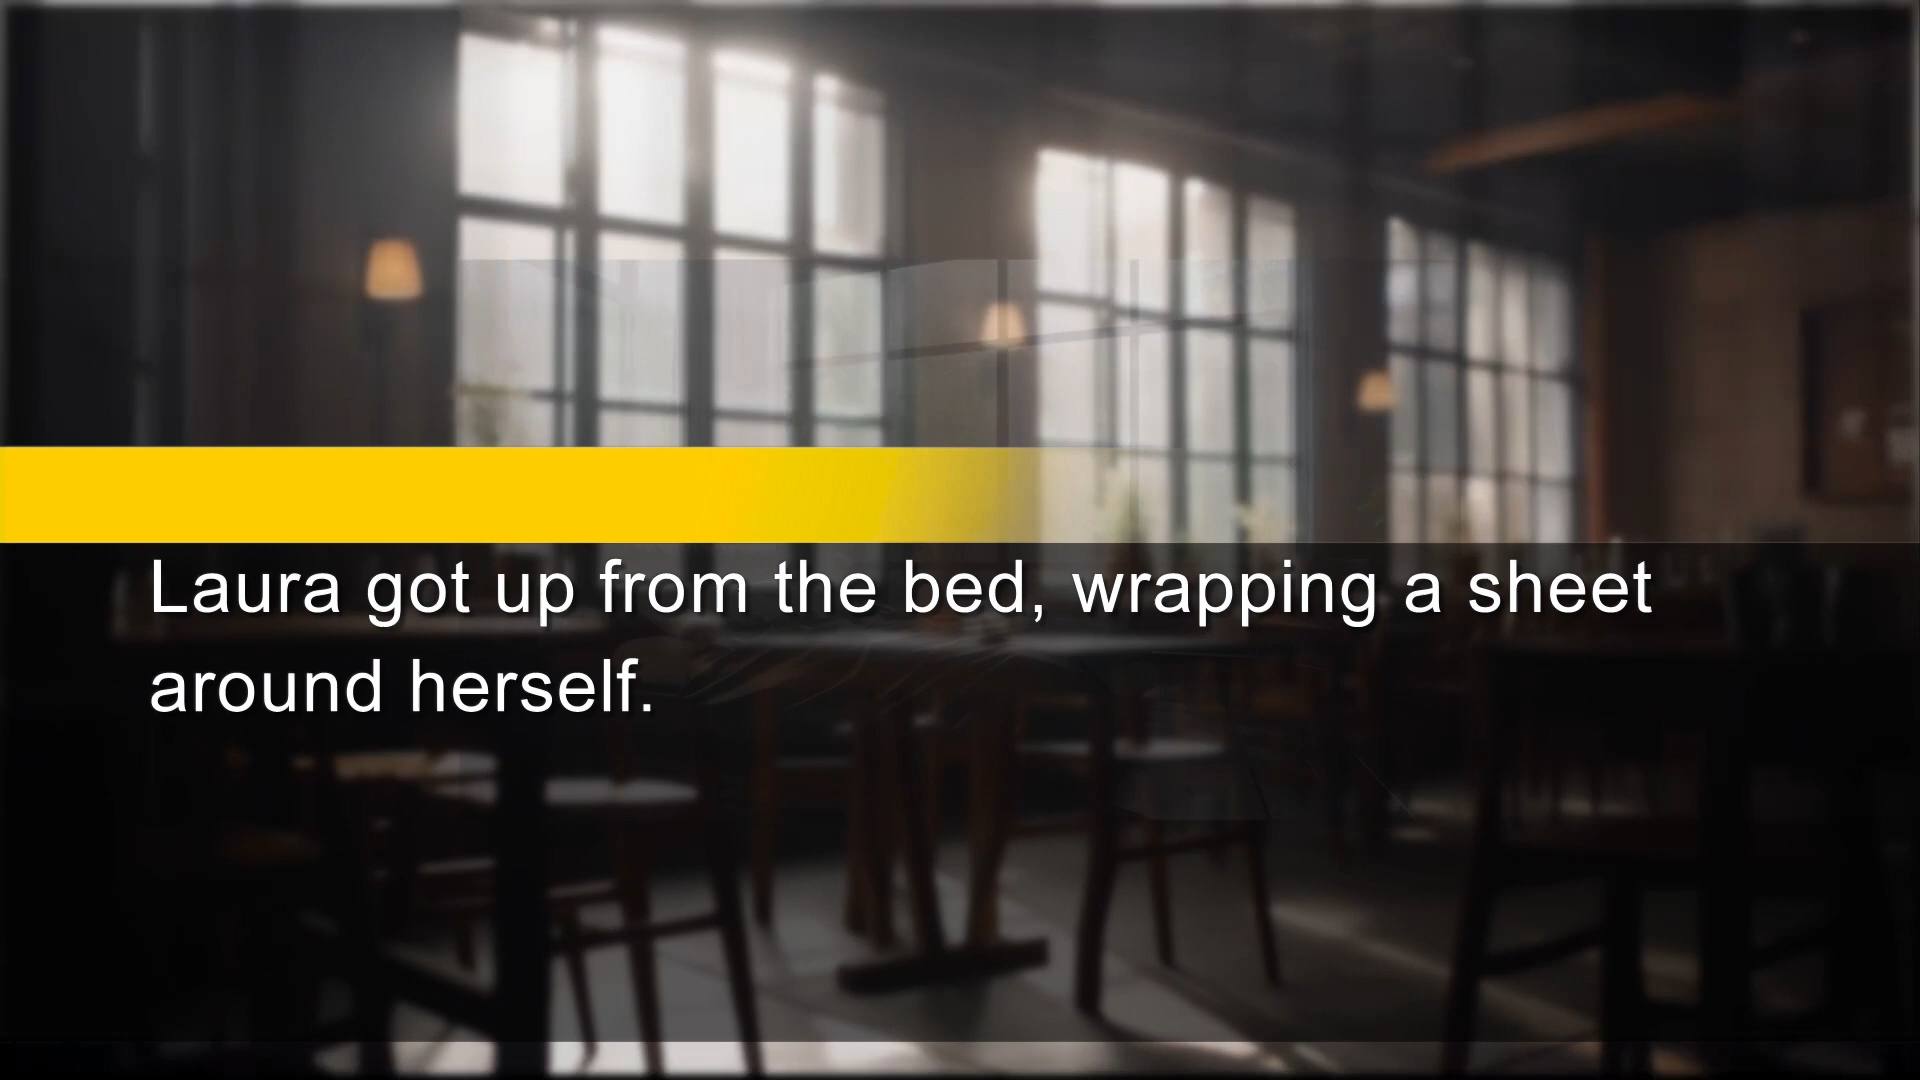 Laura got up from the bed, wrapping a sheet
around herself.